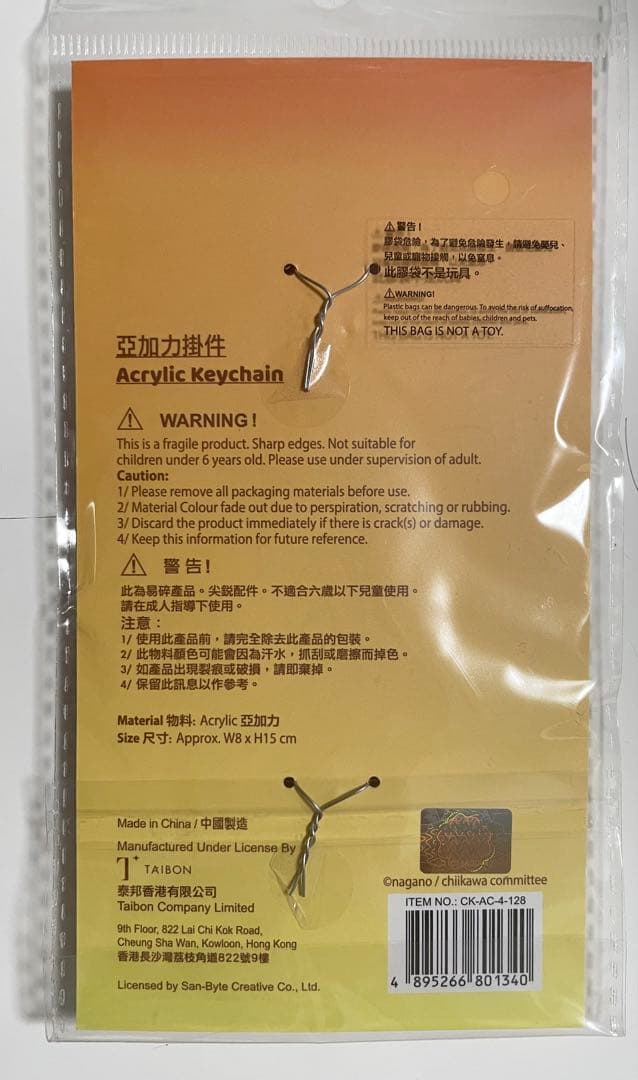 ⚠警告！
膠袋危險，為了避免危險發生，請避免嬰兒、
兒童或寵物接觸，以免窒息。
此膠袋不是玩具。
⚠WARNING!
Plastic bags can be dangerous. To avoid the risk of suffocation,
keep out of the reach of babies, children and pets.
THIS BAG IS NOT A TOY.
亞加力掛件
Acrylic Keychain
⚠ WARNING!
This is a fragile product. Sharp edges. Not suitable for
children under 6 years old. Please use under supervision of adult.
Caution:
1/ Please remove all packaging materials before use.
2/ Material Colour fade out due to perspiration, scratching or rubbing.
3/ Discard the product immediately if there is crack(s) or damage.
4/ Keep this information for future reference.
⚠ 警告!
此為易碎產品。尖銳配件。不適合六歲以下兒童使用。
請在成人指導下使用。
注意：
1/ 使用此產品前，請完全除去此產品的包裝。
2/ 此物料顏色可能會因為汗水，抓刮或磨擦而掉色。
3/ 如產品出現裂痕或破損，請即棄掉。
4/ 保留此訊息以作參考。
Material 物料: Acrylic 亞加力
Size 尺寸: Approx. W8 x H15 cm
Made in China / 中國製造
Manufactured Under License By
T+ TAIBON
泰邦香港有限公司
Taibon Company Limited
9th Floor, 822 Lai Chi Kok Road,
Cheung Sha Wan, Kowloon, Hong Kong
香港長沙灣荔枝角道822號9樓
Licensed by San-Byte Creative Co., Ltd.
©nagano / chiikawa committee
ITEM NO.: CK-AC-4-128
4 895266 801340